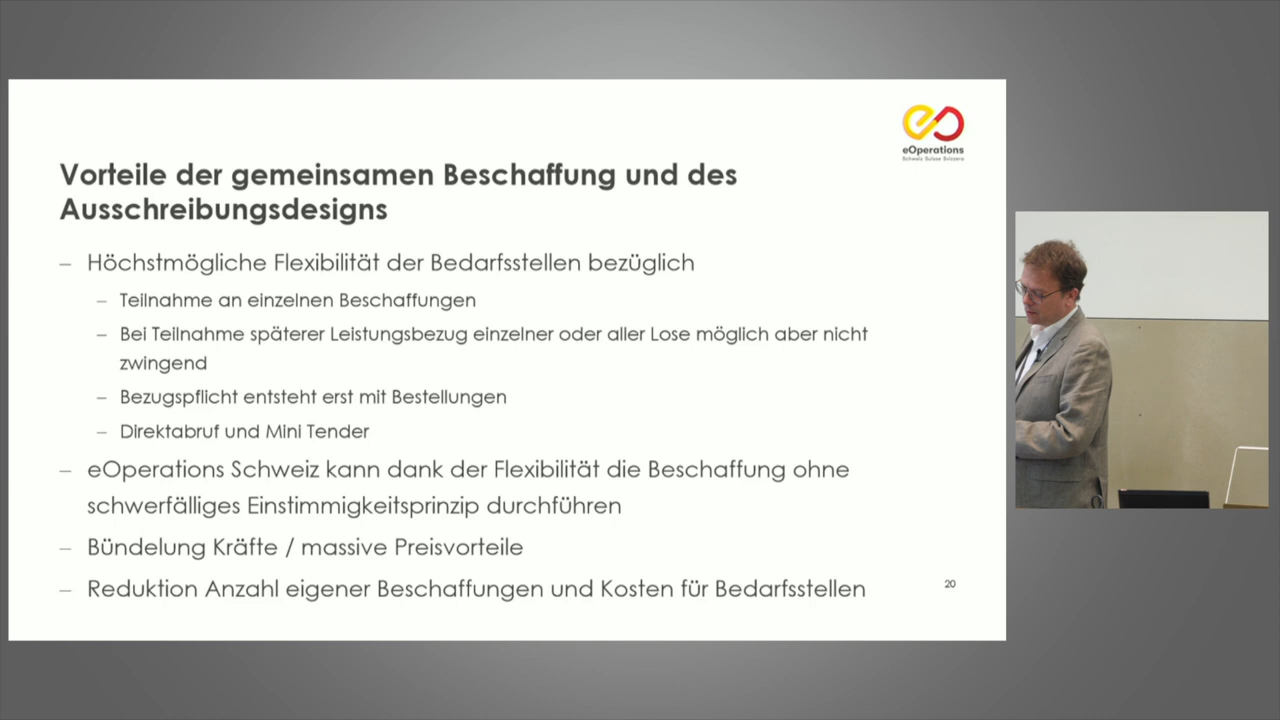 eOperations
Schweiz Suisse Svizzera
Vorteile der gemeinsamen Beschaffung und des
Ausschreibungsdesigns
– Höchstmögliche Flexibilität der Bedarfsstellen bezüglich
– Teilnahme an einzelnen Beschaffungen
– Bei Teilnahme späterer Leistungsbezug einzelner oder aller Lose möglich aber nicht
zwingend
– Bezugspflicht entsteht erst mit Bestellungen
– Direktabruf und Mini Tender
– eOperations Schweiz kann dank der Flexibilität die Beschaffung ohne
schwerfälliges Einstimmigkeitsprinzip durchführen
– Bündelung Kräfte / massive Preisvorteile
– Reduktion Anzahl eigener Beschaffungen und Kosten für Bedarfsstellen
20